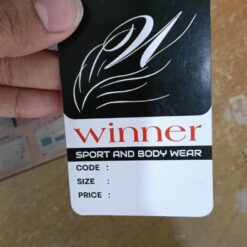 W
winner
SPORT AND BODY WEAR
CODE :
SIZE :
PRICE :